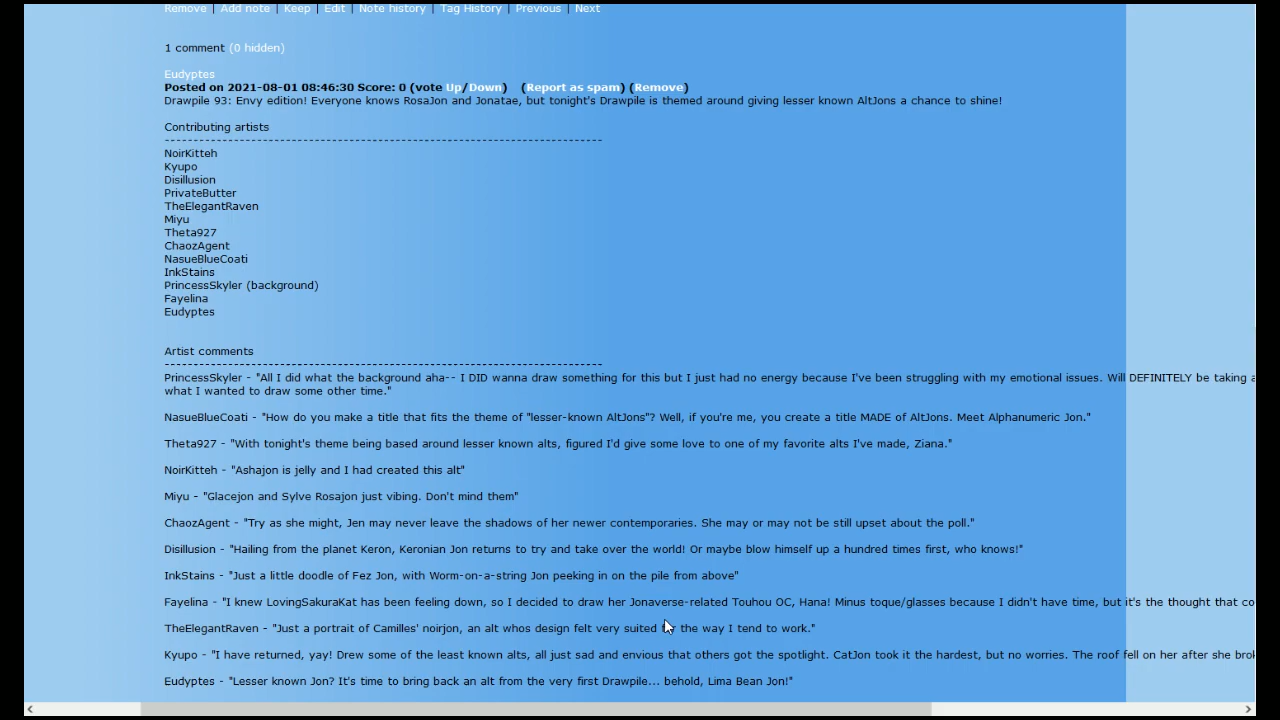 Remove | Add note | Keep | Edit | Note history | Tag History | Previous | Next
1 comment (0 hidden)
Eudyptes
Posted on 2021-08-01 08:46:30 Score: 0 (vote Up/Down) (Report as spam) (Remove)
Drawpile 93: Envy edition! Everyone knows RosaJon and Jonatae, but tonight's Drawpile is themed around giving lesser known AltJons a chance to shine!
Contributing artists
------------------------------------------------------------------------
NoirKitteh
Kyupo
Disillusion
PrivateButter
TheElegantRaven
Miyu
Theta927
ChaozAgent
NasueBlueCoati
InkStains
PrincessSkyler (background)
Fayelina
Eudyptes
Artist comments
------------------------------------------------------------------------
PrincessSkyler - "All I did what the background aha-- I DID wanna draw something for this but I just had no energy because I've been struggling with my emotional issues. Will DEFINITELY be taking a
what I wanted to draw some other time."
NasueBlueCoati - "How do you make a title that fits the theme of "lesser-known AltJons"? Well, if you're me, you create a title MADE of AltJons. Meet Alphanumeric Jon."
Theta927 - "With tonight's theme being based around lesser known alts, figured I'd give some love to one of my favorite alts I've made, Ziana."
NoirKitteh - "Ashajon is jelly and I had created this alt"
Miyu - "Glacejon and Sylve Rosajon just vibing. Don't mind them"
ChaozAgent - "Try as she might, Jen may never leave the shadows of her newer contemporaries. She may or may not be still upset about the poll."
Disillusion - "Hailing from the planet Keron, Keronian Jon returns to try and take over the world! Or maybe blow himself up a hundred times first, who knows!"
InkStains - "Just a little doodle of Fez Jon, with Worm-on-a-string Jon peeking in on the pile from above"
Fayelina - "I knew LovingSakuraKat has been feeling down, so I decided to draw her Jonaverse-related Touhou OC, Hana! Minus toque/glasses because I didn't have time, but it's the thought that co
TheElegantRaven - "Just a portrait of Camilles' noirjon, an alt whos design felt very suited for the way I tend to work."
Kyupo - "I have returned, yay! Drew some of the least known alts, all just sad and envious that others got the spotlight. CatJon took it the hardest, but no worries. The roof fell on her after she bro
Eudyptes - "Lesser known Jon? It's time to bring back an alt from the very first Drawpile... behold, Lima Bean Jon!"